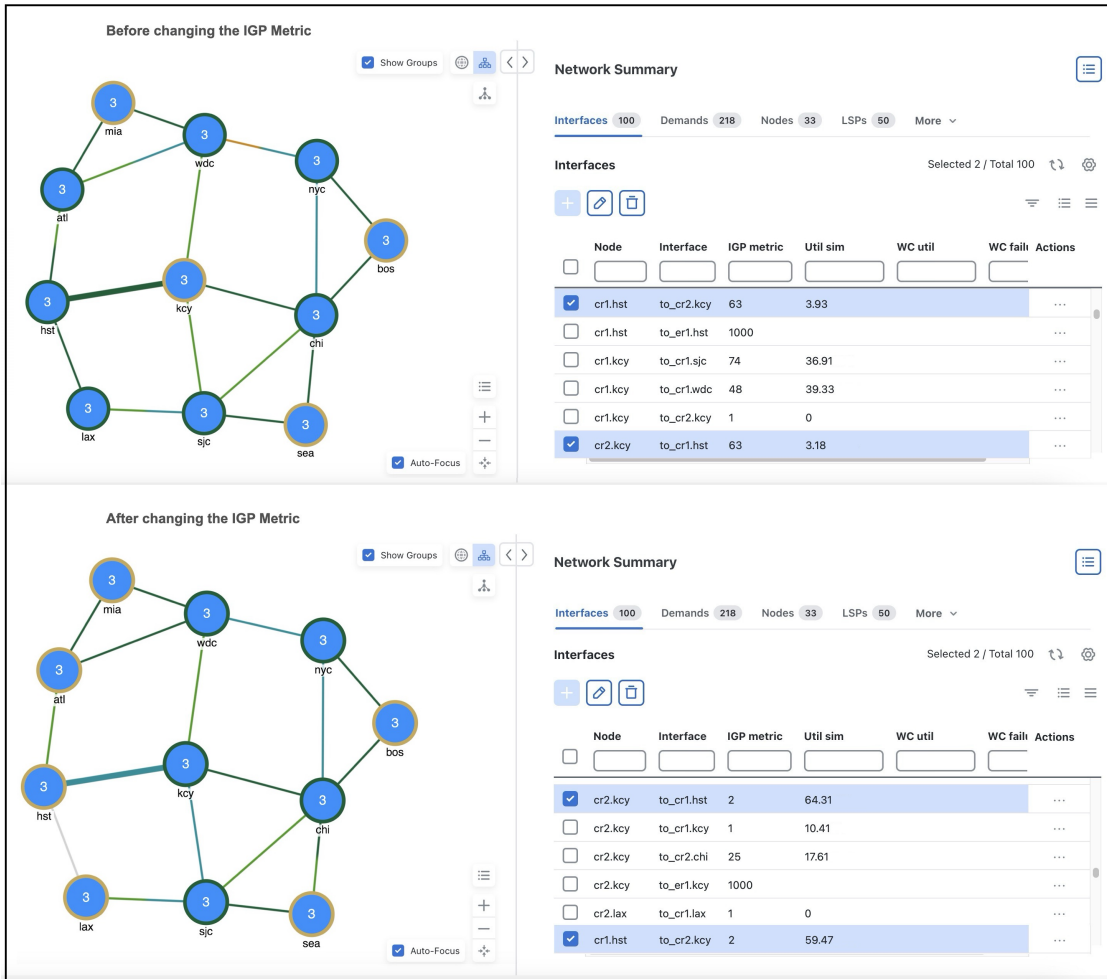 Before changing the IGP Metric
Show Groups
3
mia
3
wdc
3
nyc
3
atl
3
bos
3
kcy
3
hst
3
chi
3
lax
3
sjc
3
sea
Auto-Focus
Network Summary
Interfaces 100 Demands 218 Nodes 33 LSPs 50 More
Interfaces Selected 2 / Total 100
Node Interface IGP metric Util sim WC util WC failu Actions
cr1.hst to_cr2.kcy 63 3.93 ...
cr1.hst to_er1.hst 1000 ...
cr1.kcy to_cr1.sjc 74 36.91 ...
cr1.kcy to_cr1.wdc 48 39.33 ...
cr1.kcy to_cr2.kcy 1 0 ...
cr2.kcy to_cr1.hst 63 3.18 ...
After changing the IGP Metric
Show Groups
3
mia
3
wdc
3
nyc
3
atl
3
bos
3
kcy
3
hst
3
chi
3
lax
3
sjc
3
sea
Auto-Focus
Network Summary
Interfaces 100 Demands 218 Nodes 33 LSPs 50 More
Interfaces Selected 2 / Total 100
Node Interface IGP metric Util sim WC util WC failu Actions
cr2.kcy to_cr1.hst 2 64.31 ...
cr2.kcy to_cr1.kcy 1 10.41 ...
cr2.kcy to_cr2.chi 25 17.61 ...
cr2.kcy to_er1.kcy 1000 ...
cr2.lax to_cr1.lax 1 0 ...
cr1.hst to_cr2.kcy 2 59.47 ...